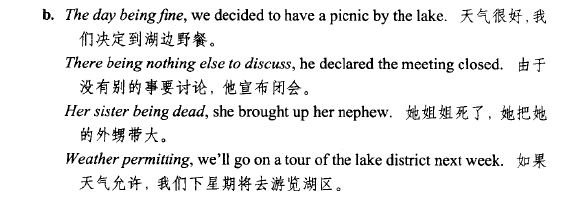 b. The day being fine, we decided to have a picnic by the lake. 天气很好,我
们决定到湖边野餐。
There being nothing else to discuss, he declared the meeting closed. 由于
没有别的事要讨论,他宣布闭会。
Her sister being dead, she brought up her nephew. 她姐姐死了,她把她
的外甥带大。
Weather permitting, we'll go on a tour of the lake district next week. 如果
天气允许,我们下星期将去游览湖区。